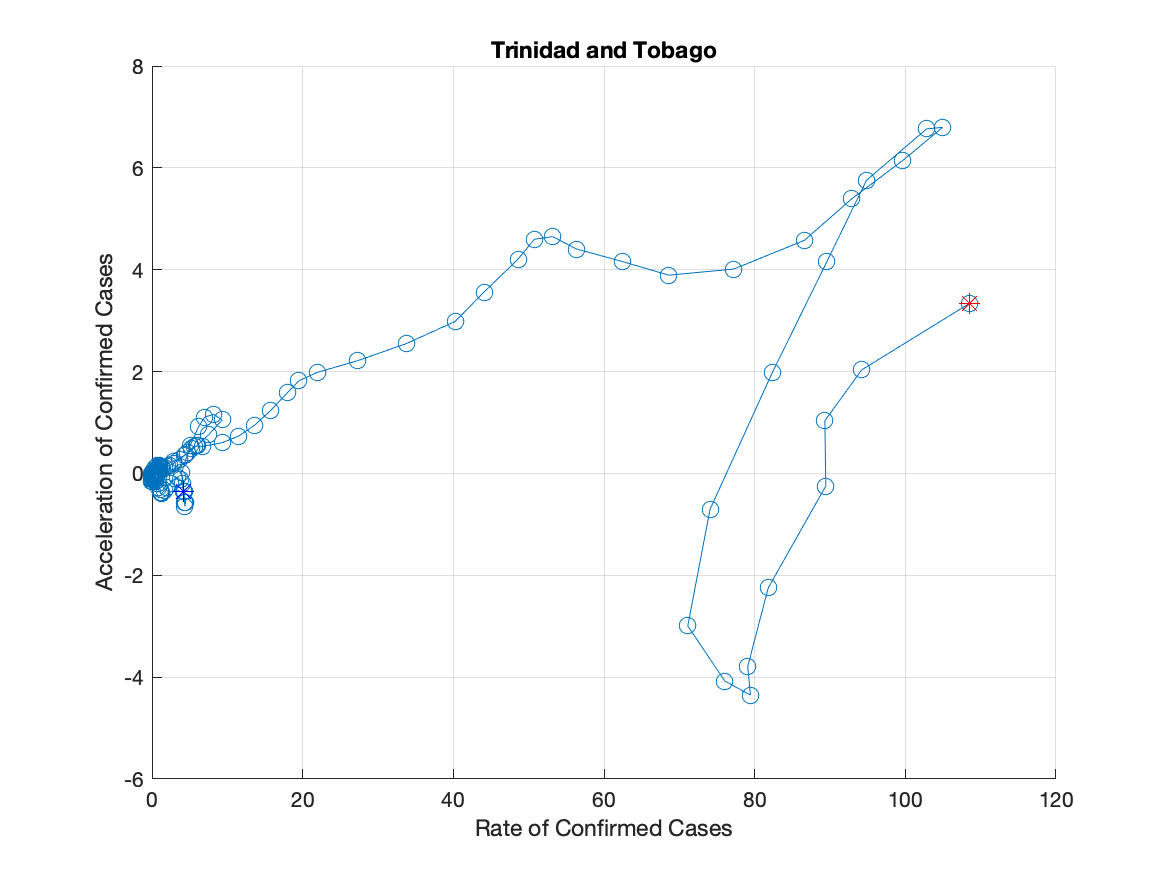 Trinidad and Tobago
8
6
4
2
0
-2
-4
-6
0 20 40 60 80 100 120
Acceleration of Confirmed Cases
Rate of Confirmed Cases